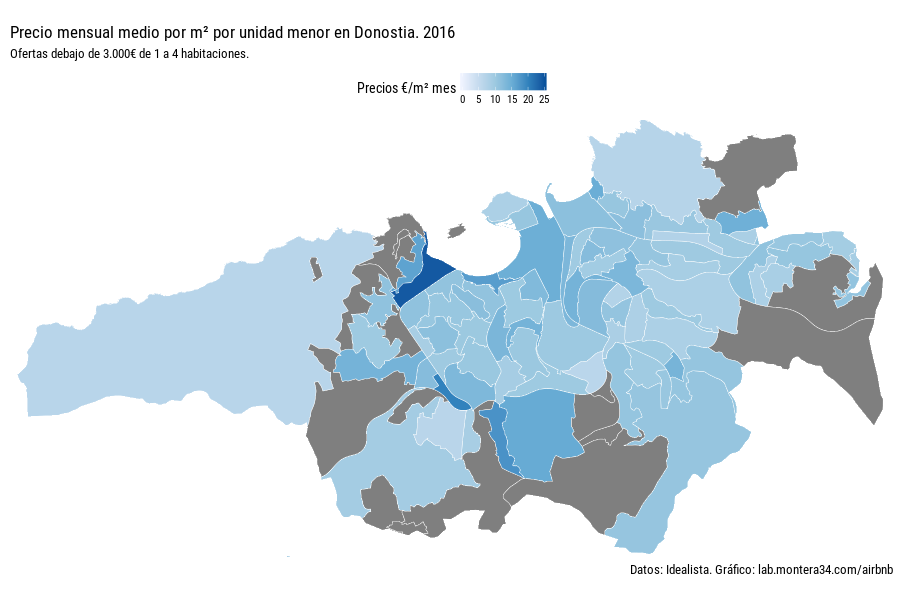 Precio mensual medio por m² por unidad menor en Donostia. 2016
Ofertas debajo de 3.000€ de 1 a 4 habitaciones.
Precios €/m² mes
0 5 10 15 20 25
Datos: Idealista. Gráfico: lab.montera34.com/airbnb